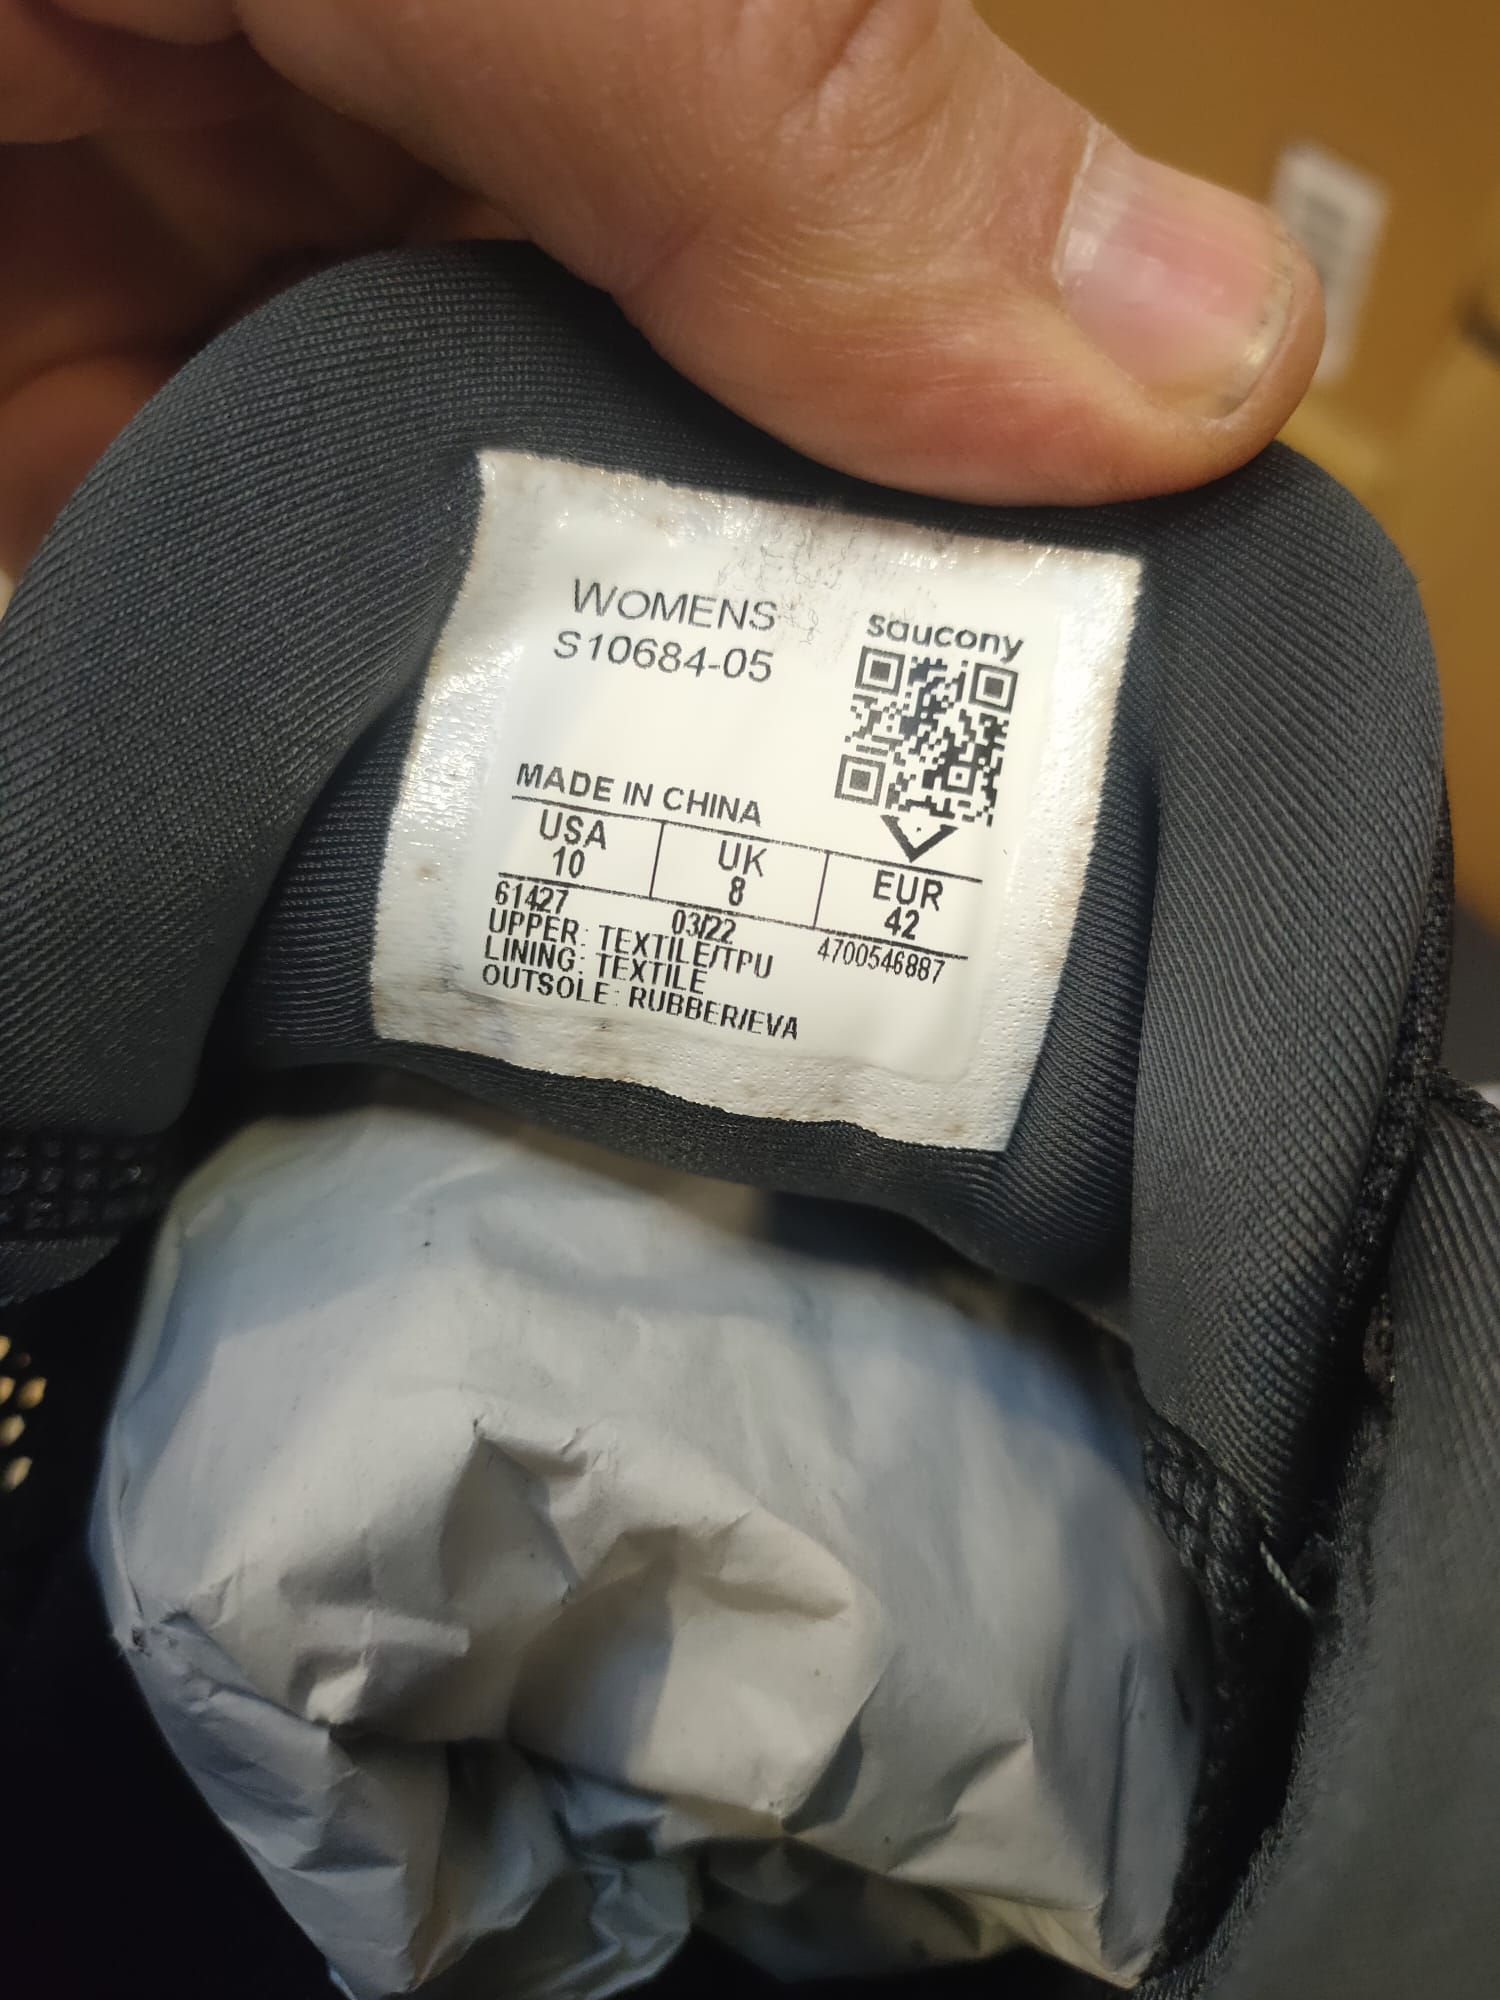 WOMENS
S10684-05
saucony
MADE IN CHINA
USA UK EUR
10 8 42
61427 03/22 4700546887
UPPER: TEXTILE/TPU
LINING: TEXTILE
OUTSOLE: RUBBER/EVA